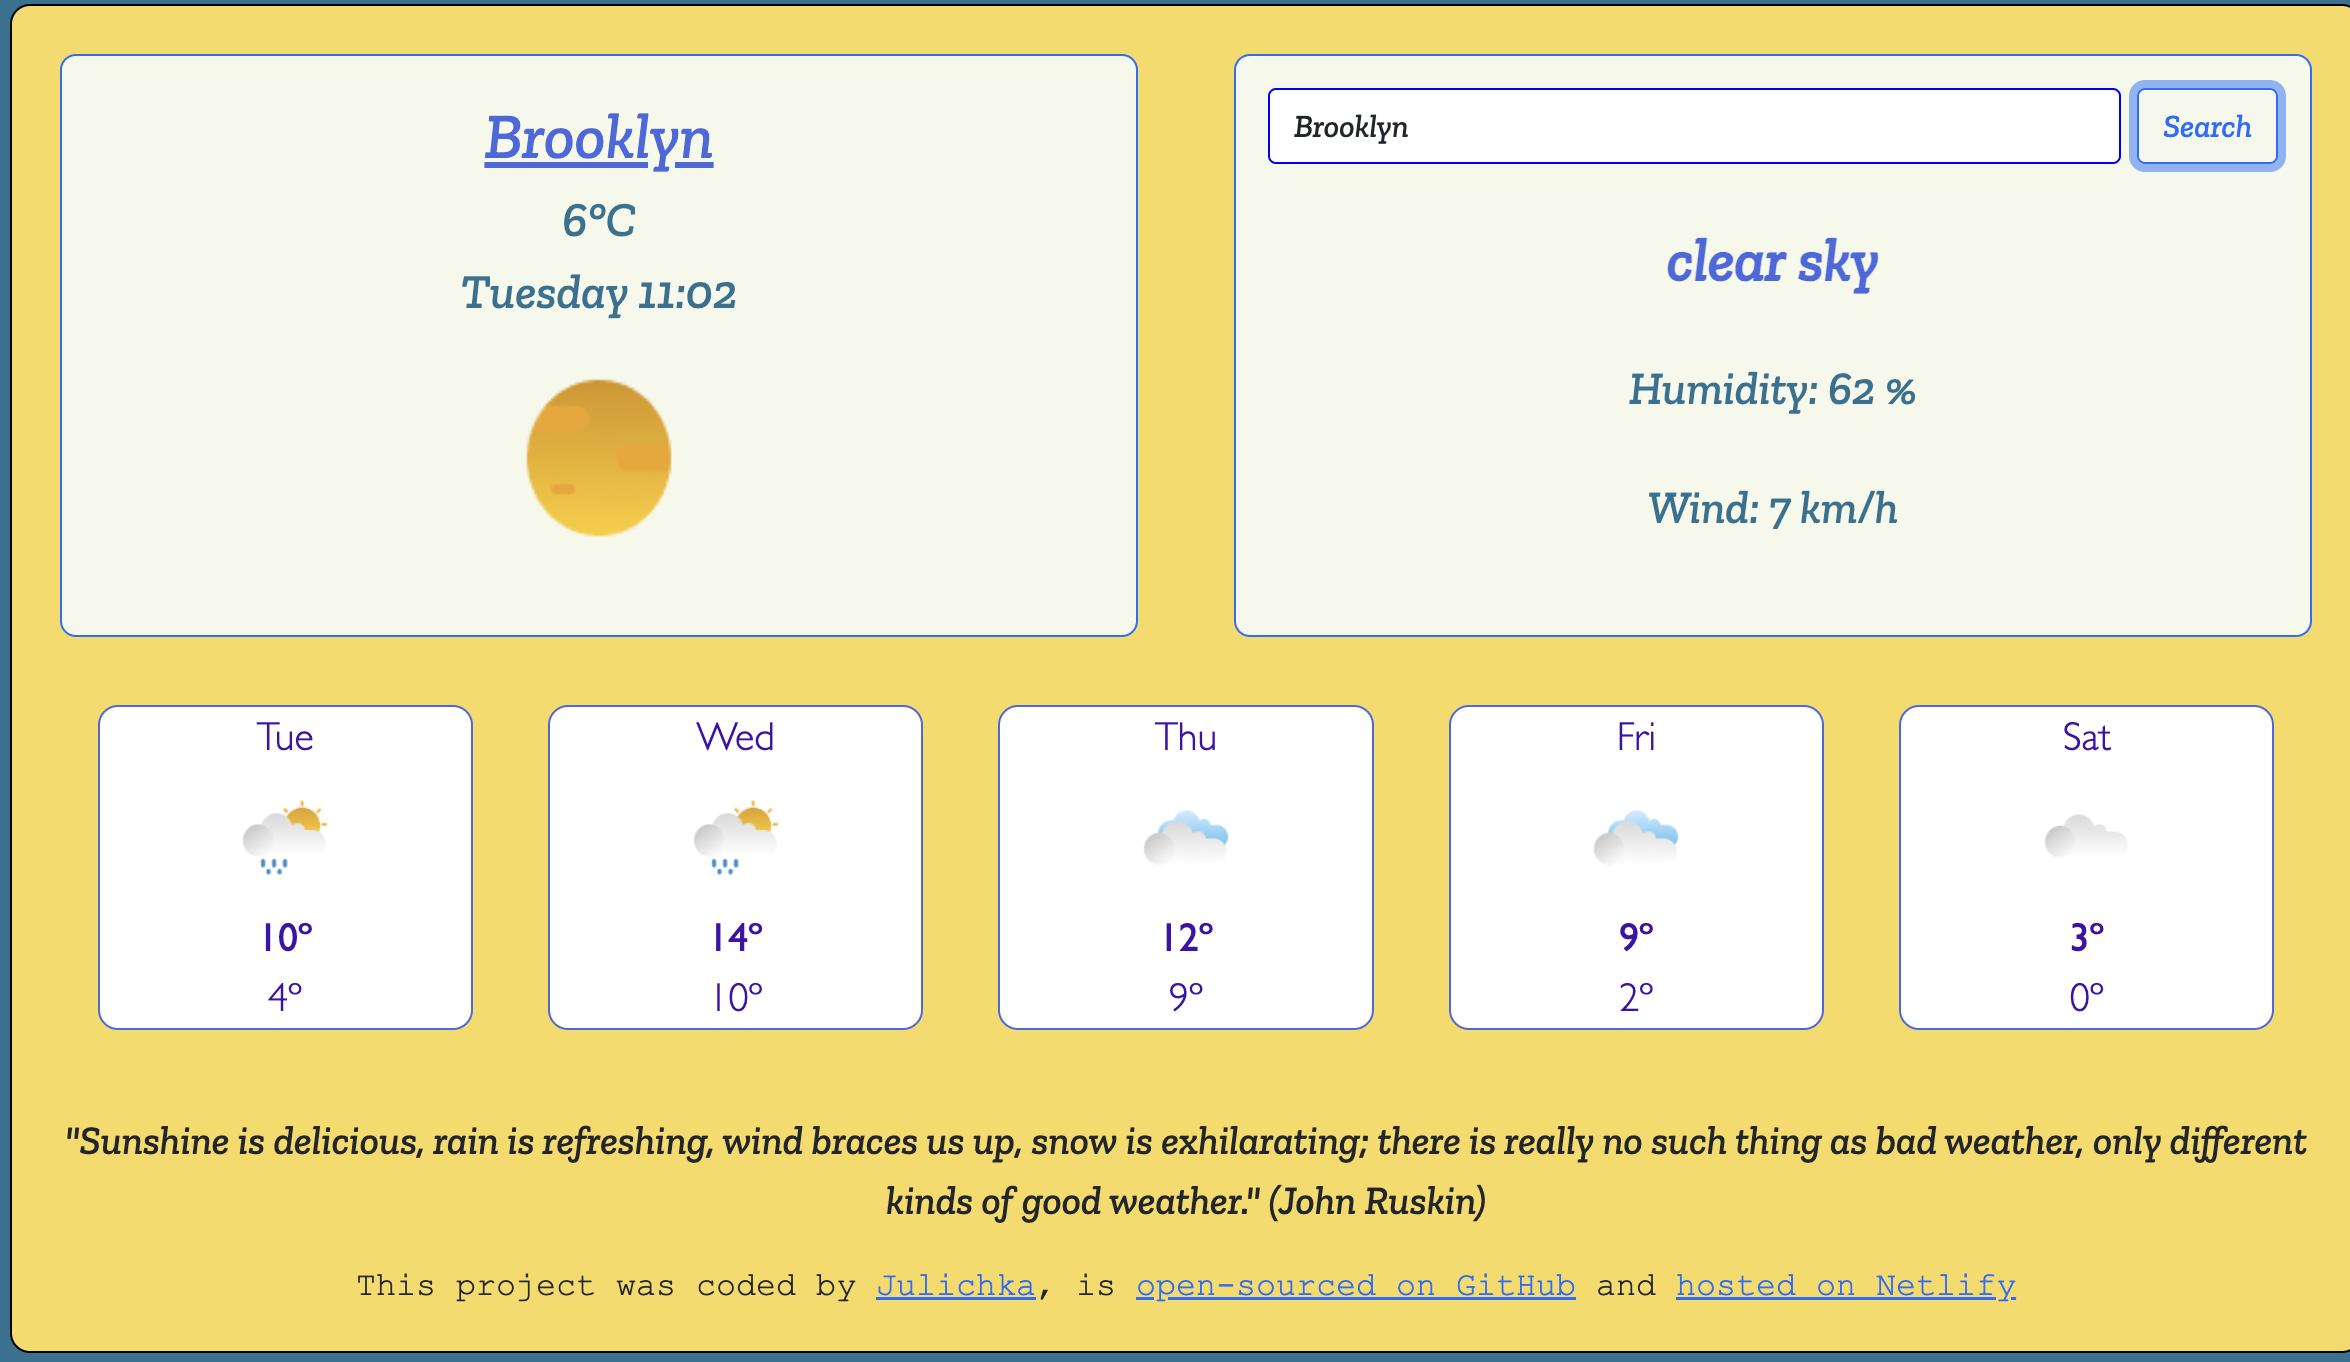 Brooklyn
6°C
Tuesday 11:02
Brooklyn
Search
clear sky
Humidity: 62 %
Wind: 7 km/h
Tue
10°
4°
Wed
14°
10°
Thu
12°
9°
Fri
9°
2°
Sat
3°
0°
"Sunshine is delicious, rain is refreshing, wind braces us up, snow is exhilarating; there is really no such thing as bad weather, only different
kinds of good weather." (John Ruskin)
This project was coded by Julichka, is open-sourced on GitHub and hosted on Netlify